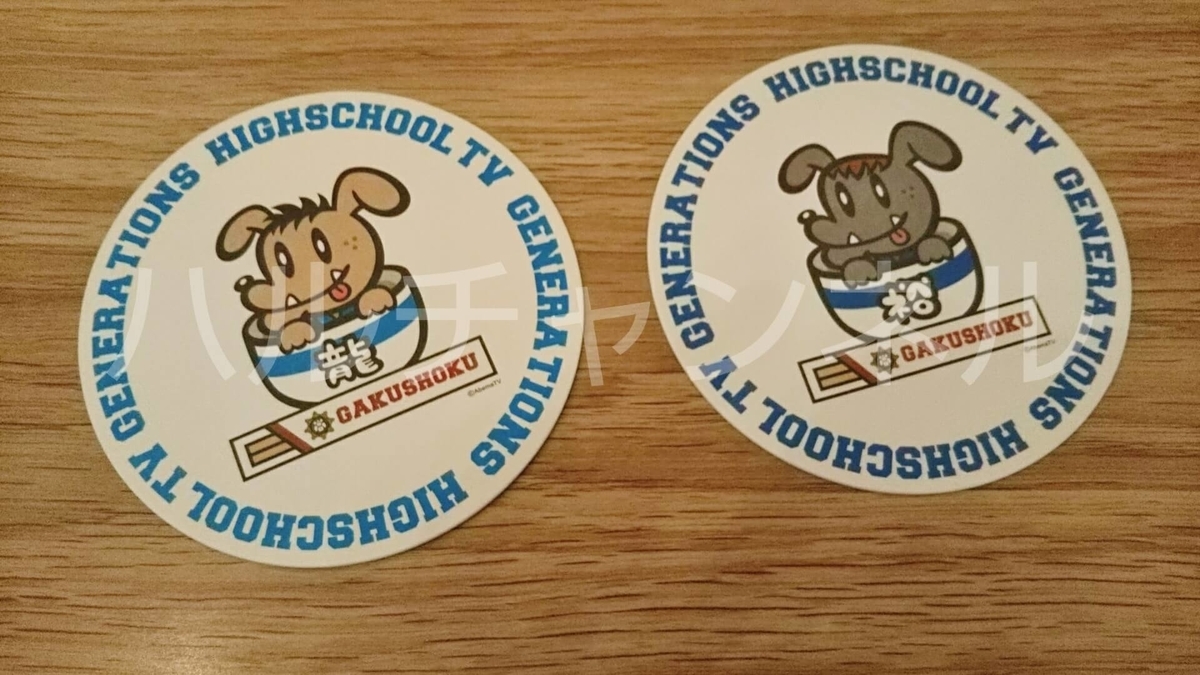 GENERATIONS HIGHSCHOOL TV GENERATIONS HIGHSCHOOL TV
龍
GAKUSHOKU
©AbemaTV
GENERATIONS HIGHSCHOOL TV GENERATIONS HIGHSCHOOL TV
裕
GAKUSHOKU
©AbemaTV
ハルチャンネル